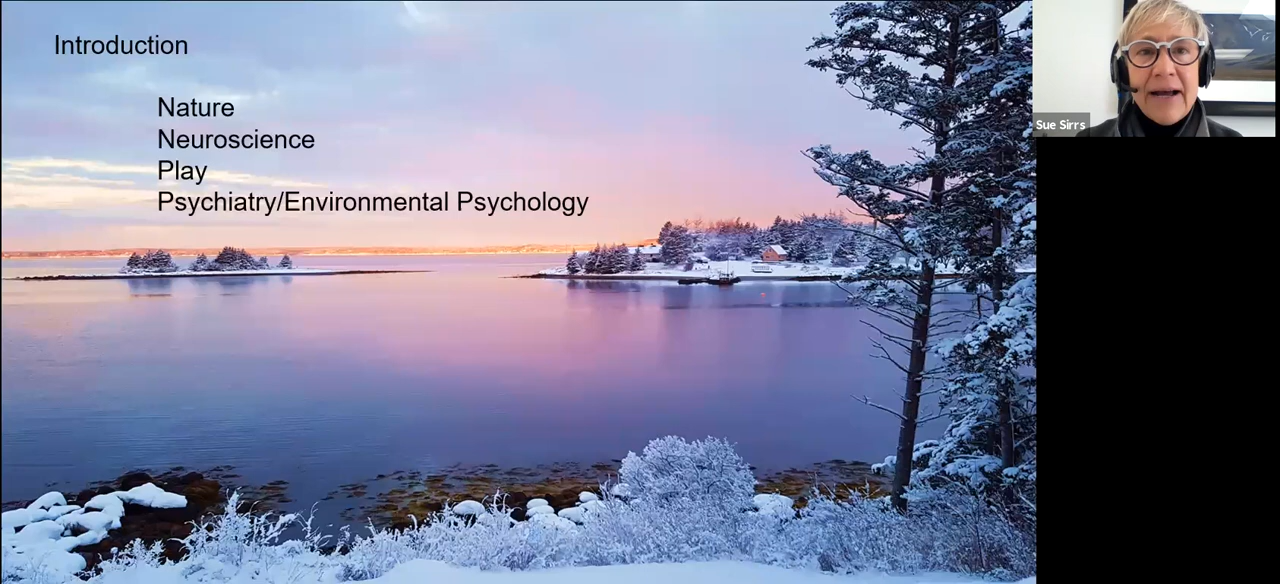 Introduction
Nature
Neuroscience
Play
Psychiatry/Environmental Psychology
Sue Sirrs